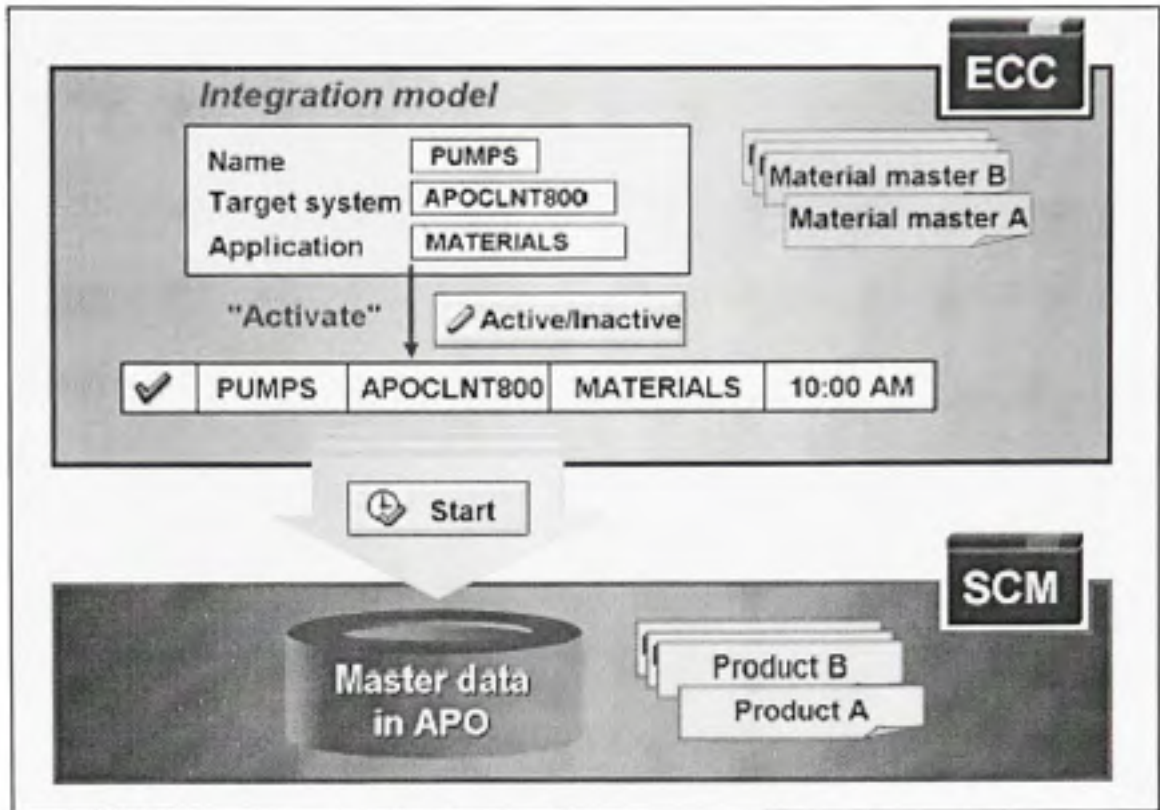 ECC
Integration model
Name PUMPS
Target system APOCLNT800
Application MATERIALS
Material master B
Material master A
"Activate" Active/Inactive
PUMPS APOCLNT800 MATERIALS 10:00 AM
Start
SCM
Master data
in APO
Product B
Product A